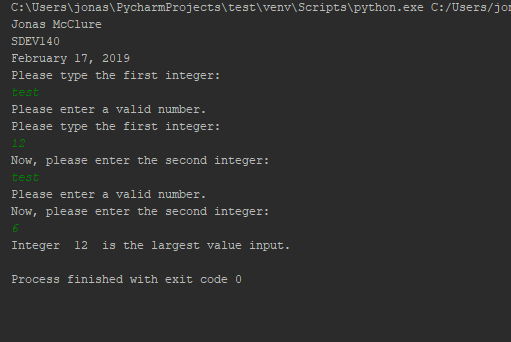 C:\Users\jonas\PycharmProjects\test\venv\Scripts\python.exe C:/Users/jon
Jonas McClure
SDEV140
February 17, 2019
Please type the first integer:
test
Please enter a valid number.
Please type the first integer:
12
Now, please enter the second integer:
test
Please enter a valid number.
Now, please enter the second integer:
6
Integer  12  is the largest value input.
Process finished with exit code 0